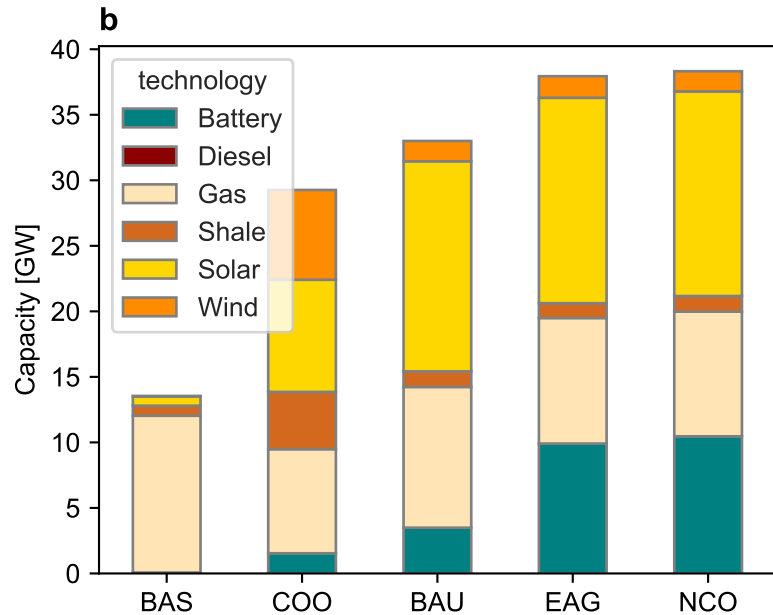 b
technology
Battery
Diesel
Gas
Shale
Solar
Wind
Capacity [GW]
40
35
30
25
20
15
10
5
0
BAS COO BAU EAG NCO